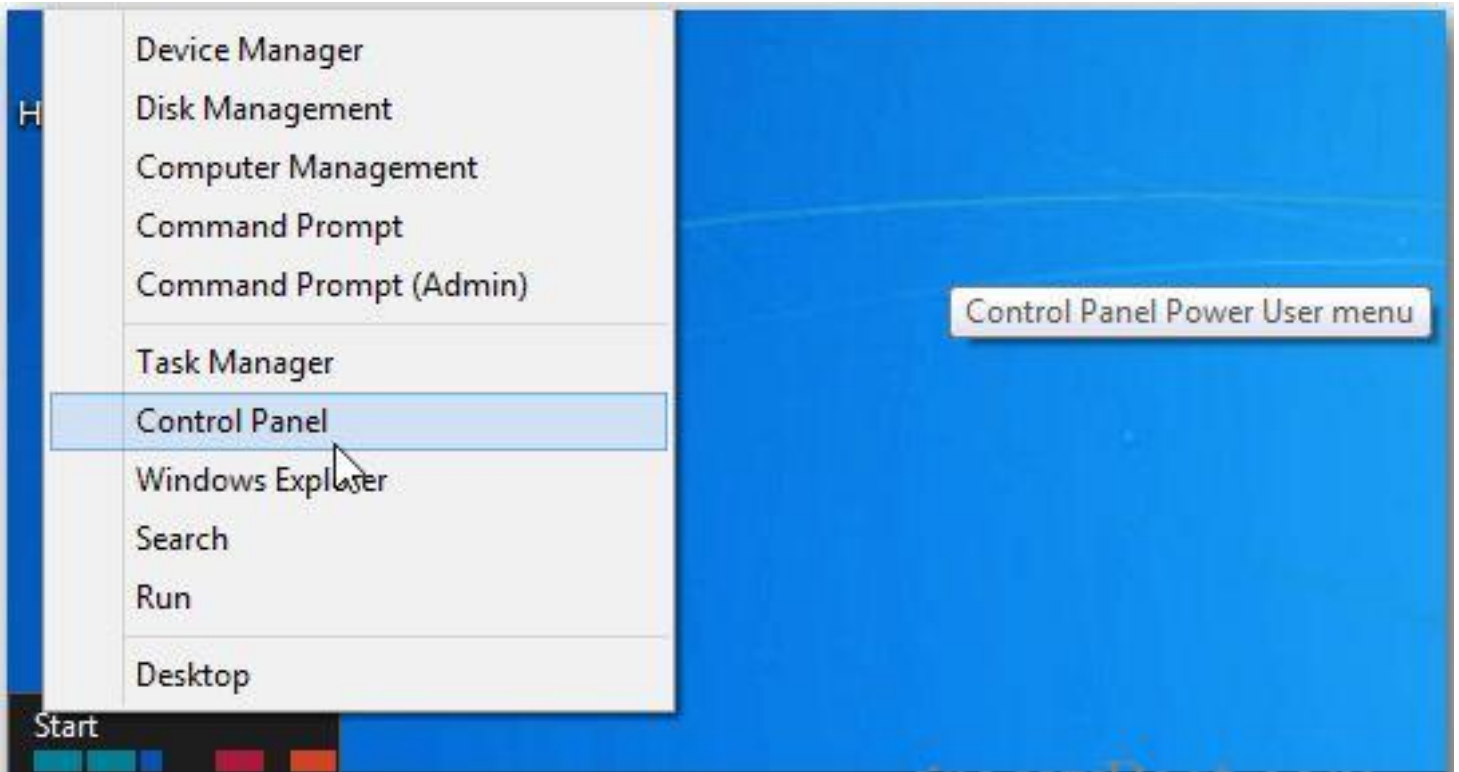 Device Manager
H
Disk Management
Computer Management
Command Prompt
Command Prompt (Admin)
Control Panel Power User menu
Task Manager
Control Panel
Windows Explorer
Search
Run
Desktop
Start